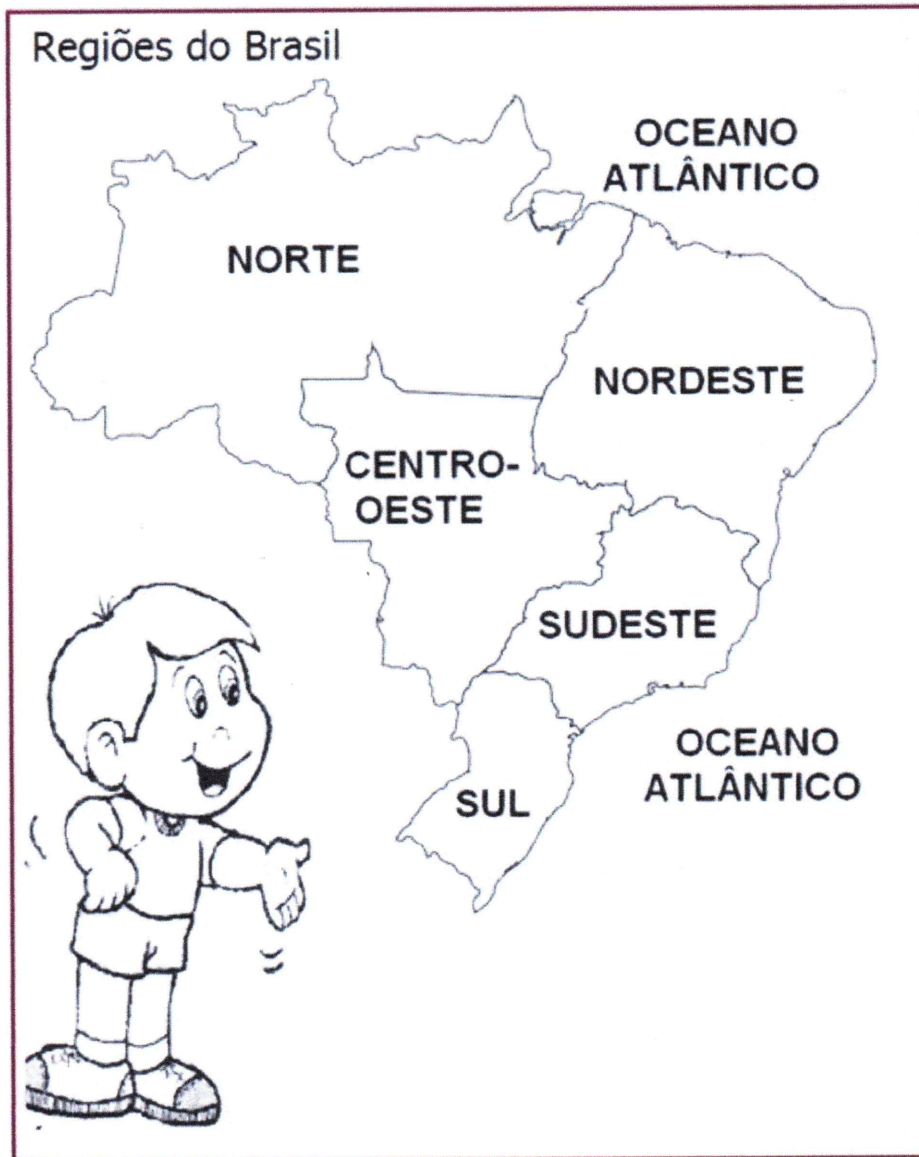 Regiões do Brasil
OCEANO
ATLÂNTICO
NORTE
NORDESTE
CENTRO-
OESTE
SUDESTE
OCEANO
ATLÂNTICO
SUL